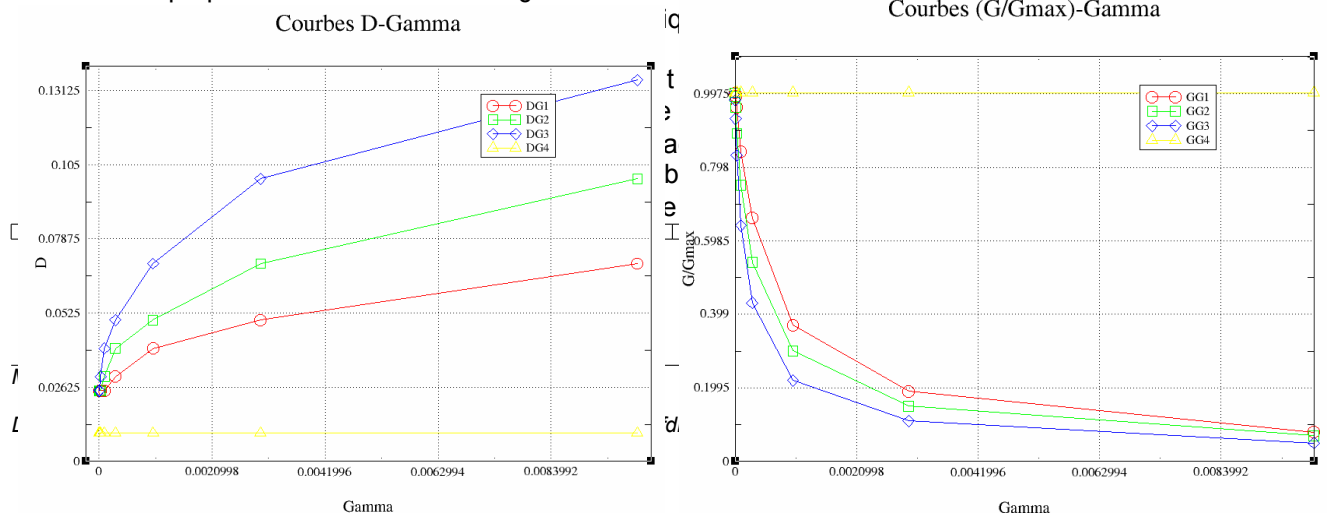 Courbes D-Gamma
0.13125
0.105
0.07875
0.0525
0.02625
0
D
DG1
DG2
DG3
DG4
0
0.0020998
0.0041996
0.0062994
0.0083992
Gamma
Courbes (G/Gmax)-Gamma
0.9975
0.798
0.5985
0.399
0.1995
0
G/Gmax
GG1
GG2
GG3
GG4
0
0.0020998
0.0041996
0.0062994
0.0083992
Gamma